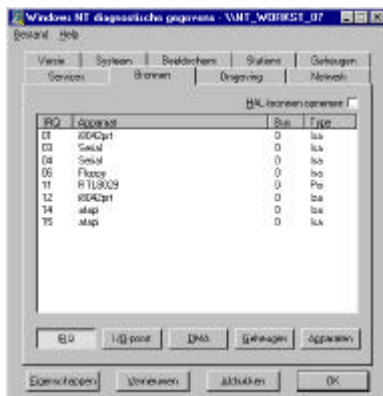 Windows NT diagnostische gegevens - \\NT_WORKST_07
Bestand Help
Versie Systeem Beeldscherm Stations Geheugen
Services Bronnen Omgeving Netwerk
HAL-bronnen opnemen
IRQ Apparaat Bus Type
01 i8042prt 0 Isa
03 Serial 0 Isa
04 Serial 0 Isa
06 Floppy 0 Isa
11 RTL8029 0 Pci
12 i8042prt 0 Isa
14 atapi 0 Isa
15 atapi 0 Isa
IRQ I/O-poort DMA Geheugen Apparaten
Eigenschappen Vernieuwen Afdrukken OK